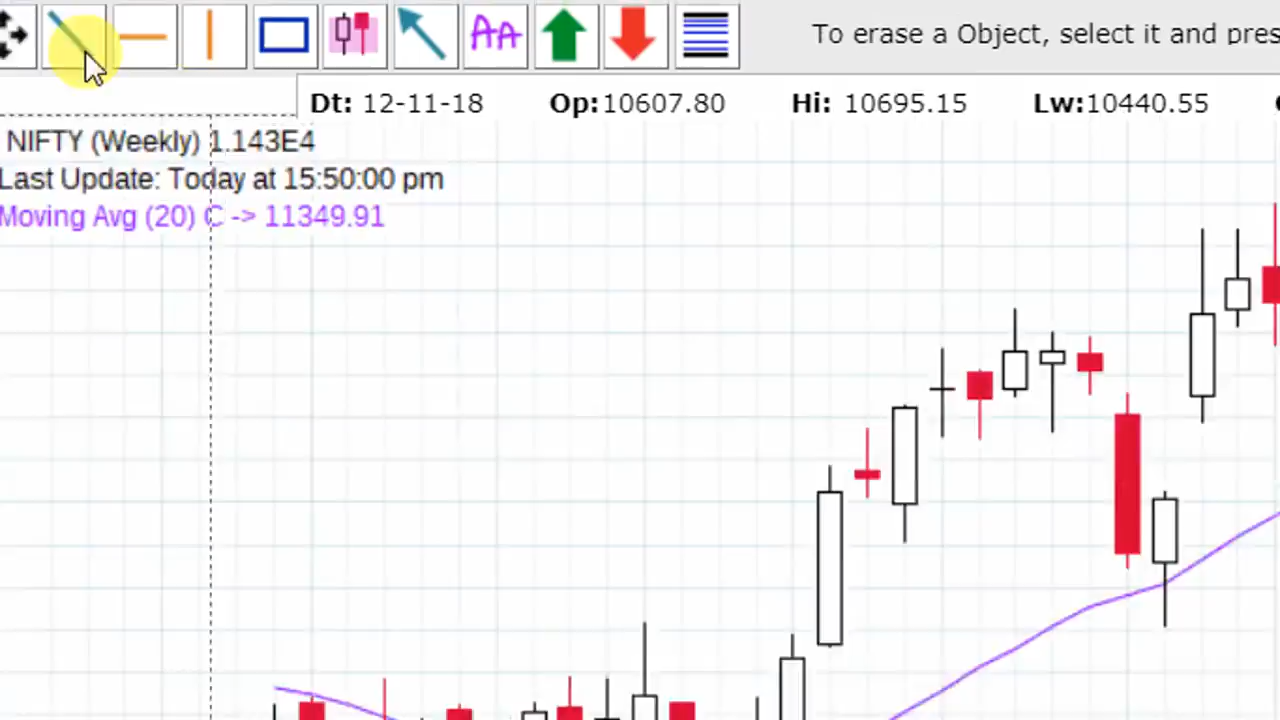 AA
To erase a Object, select it and pres
Dt: 12-11-18 Op:10607.80 Hi: 10695.15 Lw:10440.55
NIFTY (Weekly) 1.143E4
Last Update: Today at 15:50:00 pm
Moving Avg (20) C -> 11349.91